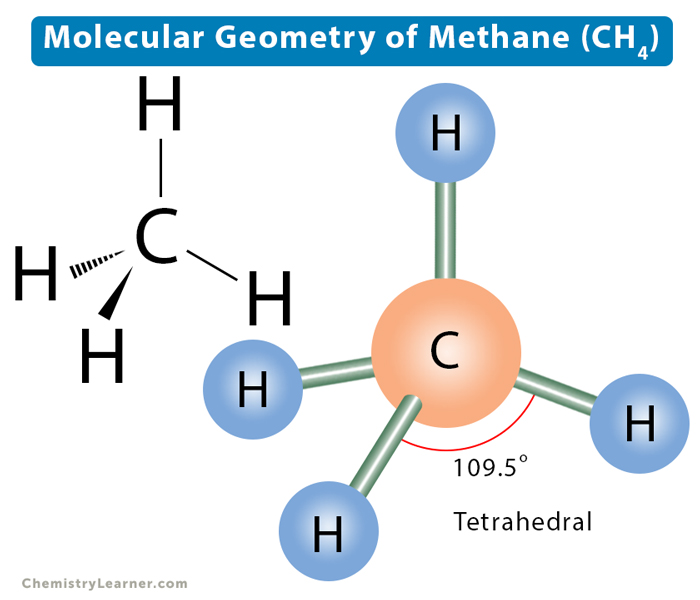 Molecular Geometry of Methane (CH₄)
H
C
H
H
H
H
C
H
H
H
109.5°
Tetrahedral
ChemistryLearner.com